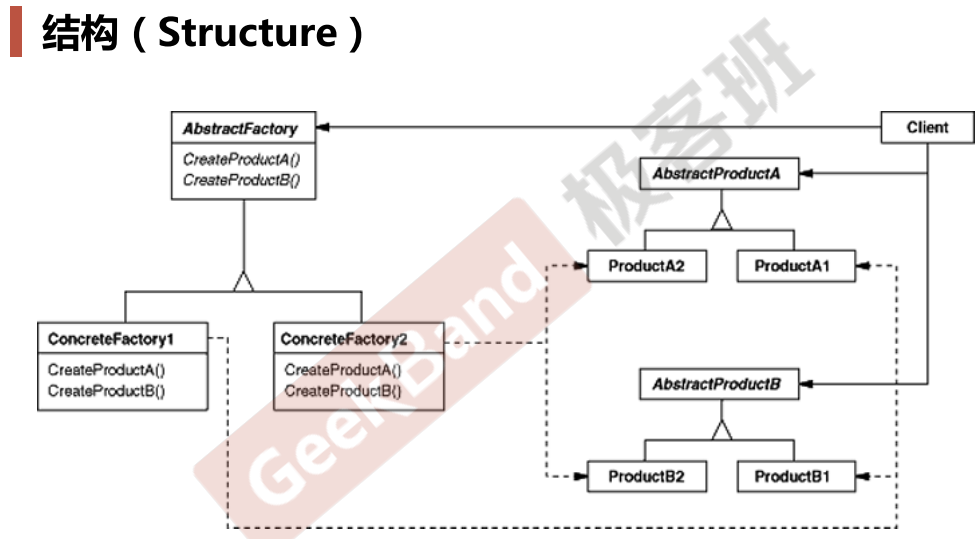 结构（Structure）
AbstractFactory
CreateProductA()
CreateProductB()
Client
AbstractProductA
ProductA2
ProductA1
ConcreteFactory1
CreateProductA()
CreateProductB()
ConcreteFactory2
CreateProductA()
CreateProductB()
AbstractProductB
ProductB2
ProductB1
GeekBand 极客班